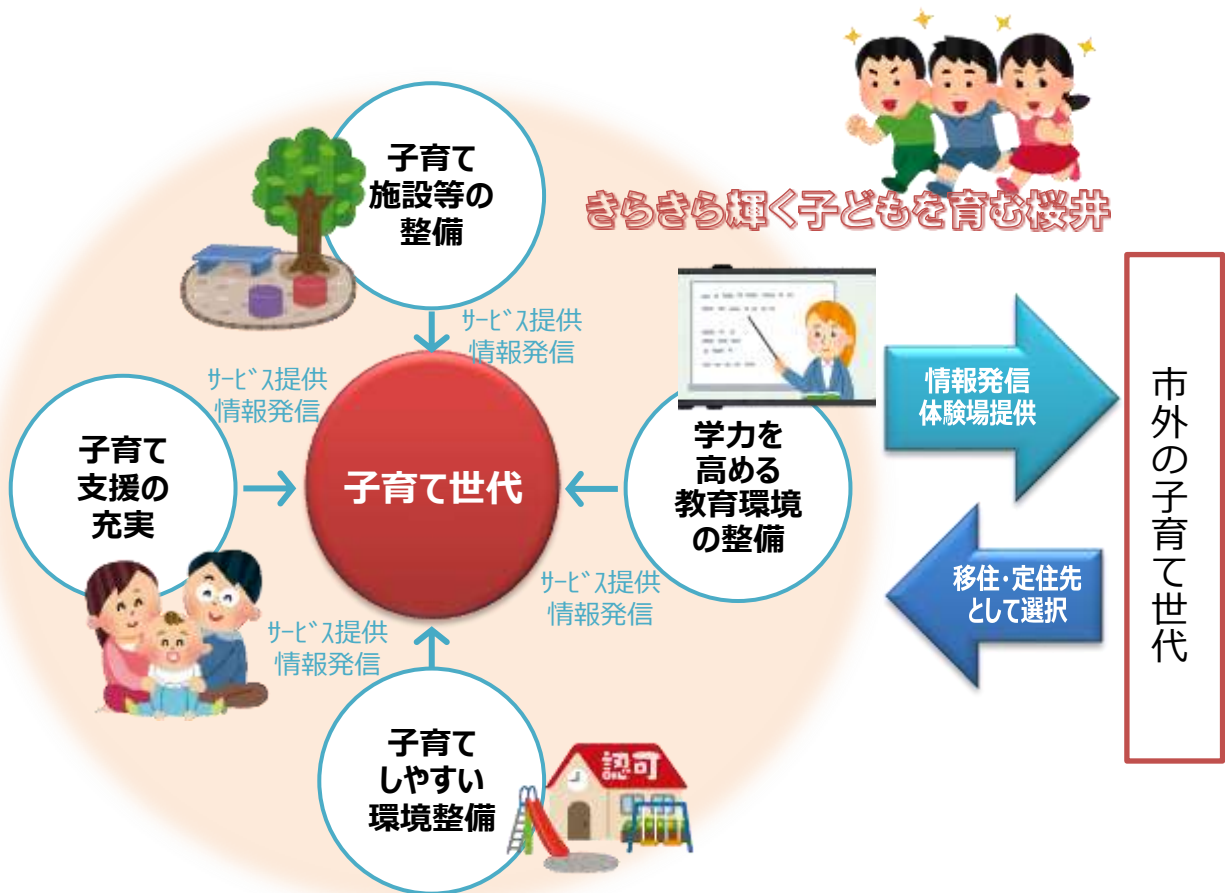 きらきら輝く子どもを育む桜井
子育て
施設等の
整備
サービス提供
情報発信
サービス提供
情報発信
子育て
支援の
充実
子育て世代
学力を
高める
教育環境
の整備
サービス提供
情報発信
サービス提供
情報発信
子育て
しやすい
環境整備
認可
情報発信
体験場提供
移住・定住先
として選択
市外の子育て世代